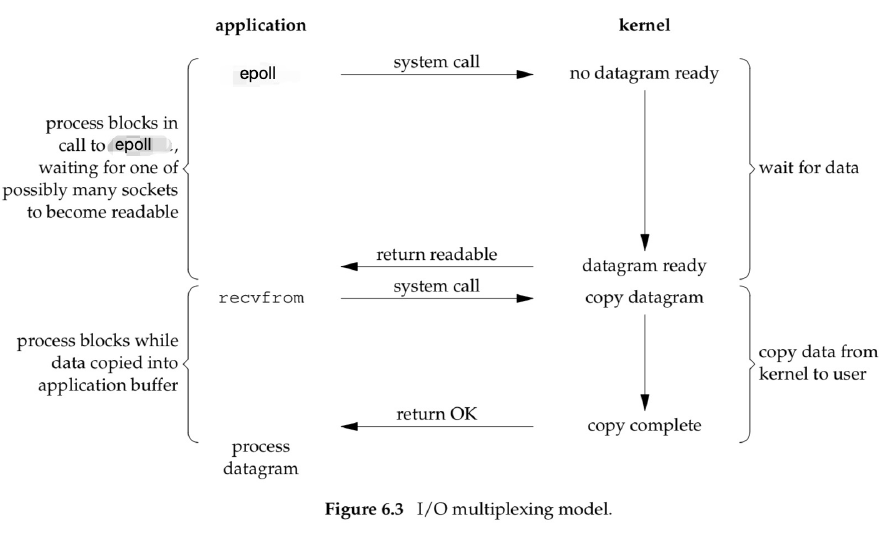 application
kernel
epoll
system call
no datagram ready
process blocks in
call to epoll ,
waiting for one of
possibly many sockets
to become readable
wait for data
return readable
datagram ready
recvfrom
system call
copy datagram
process blocks while
data copied into
application buffer
copy data from
kernel to user
return OK
copy complete
process
datagram
Figure 6.3 I/O multiplexing model.